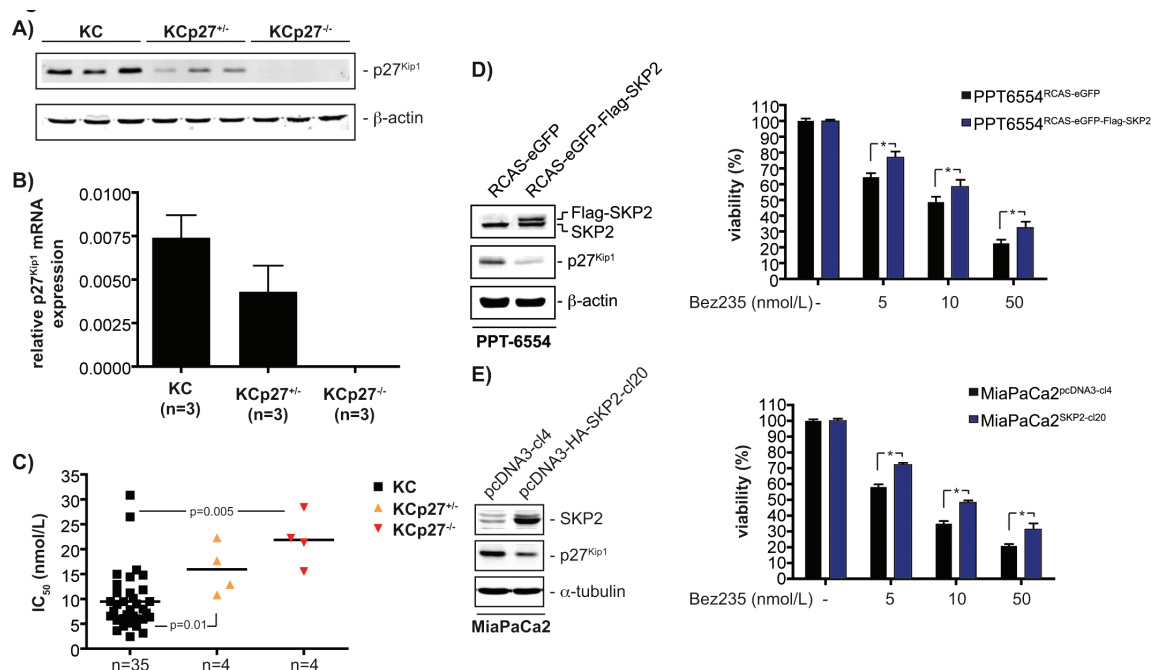 A)
KC KCp27+/- KCp27-/-
- p27Kip1
- β-actin
B)
relative p27Kip1 mRNA
expression
0.0100
0.0075
0.0050
0.0025
0.0000
KC KCp27+/- KCp27-/-
(n=3) (n=3) (n=3)
C)
IC50 (nmol/L)
35
30
25
20
15
10
5
0
p=0.005
p=0.01
n=35 n=4 n=4
KC
KCp27+/-
KCp27-/-
D)
RCAS-eGFP
RCAS-eGFP-Flag-SKP2
Flag-SKP2
SKP2
- p27Kip1
- β-actin
PPT-6554
PPT6554RCAS-eGFP
PPT6554RCAS-eGFP-Flag-SKP2
viability (%)
110
100
90
80
70
60
50
40
30
20
10
0
* * *
Bez235 (nmol/L) - 5 10 50
E)
pcDNA3-cl4
pcDNA3-HA-SKP2-cl20
- SKP2
- p27Kip1
- α-tubulin
MiaPaCa2
MiaPaCa2pcDNA3-cl4
MiaPaCa2SKP2-cl20
viability (%)
110
100
90
80
70
60
50
40
30
20
10
0
* * *
Bez235 (nmol/L) - 5 10 50